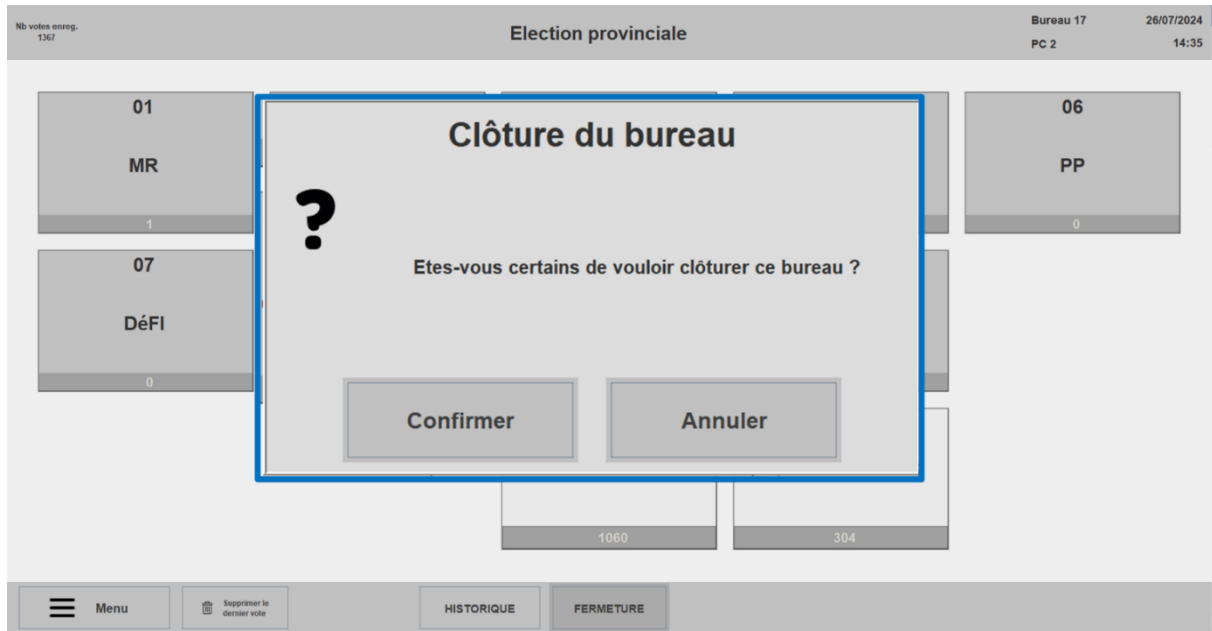 Nb votes enreg.
1367
Election provinciale
Bureau 17
26/07/2024
PC 2
14:35
01
MR
1
06
PP
0
07
DéFI
0
Clôture du bureau
?
Etes-vous certains de vouloir clôturer ce bureau ?
Confirmer
Annuler
1060
304
Menu
Supprimer le
dernier vote
HISTORIQUE
FERMETURE